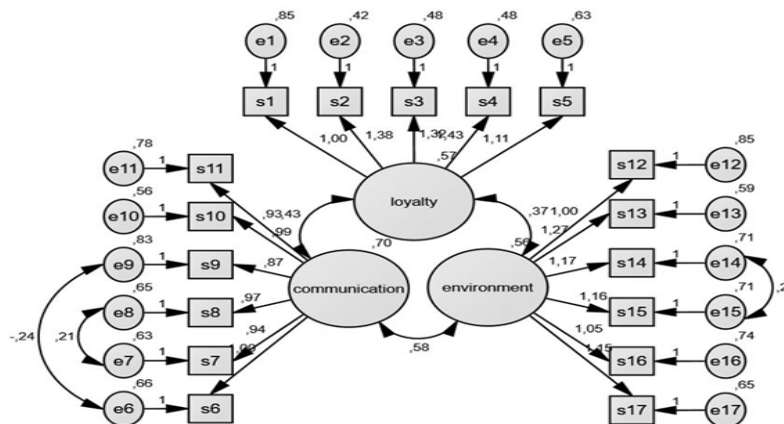 ,85 ,42 ,48 ,48 ,63
e1 e2 e3 e4 e5
1 1 1 1 1
s1 s2 s3 s4 s5
1,00 1,38 1,32 1,43 1,11
,57
loyalty
,78
e11 1 s11
,56
e10 1 s10
,83
e9 1 s9
,65
e8 1 s8
,63
e7 1 s7
,66
e6 1 s6
-,24 ,21
,93 ,43
,99
,87
,97
,94
,70
communication
,37 1,00
1,27
1,17
1,16
1,05
1,15
,56
environment
,58
,85
s12 1 e12
,59
s13 1 e13
,71
s14 1 e14
,71
s15 1 e15
,74
s16 1 e16
,65
s17 1 e17